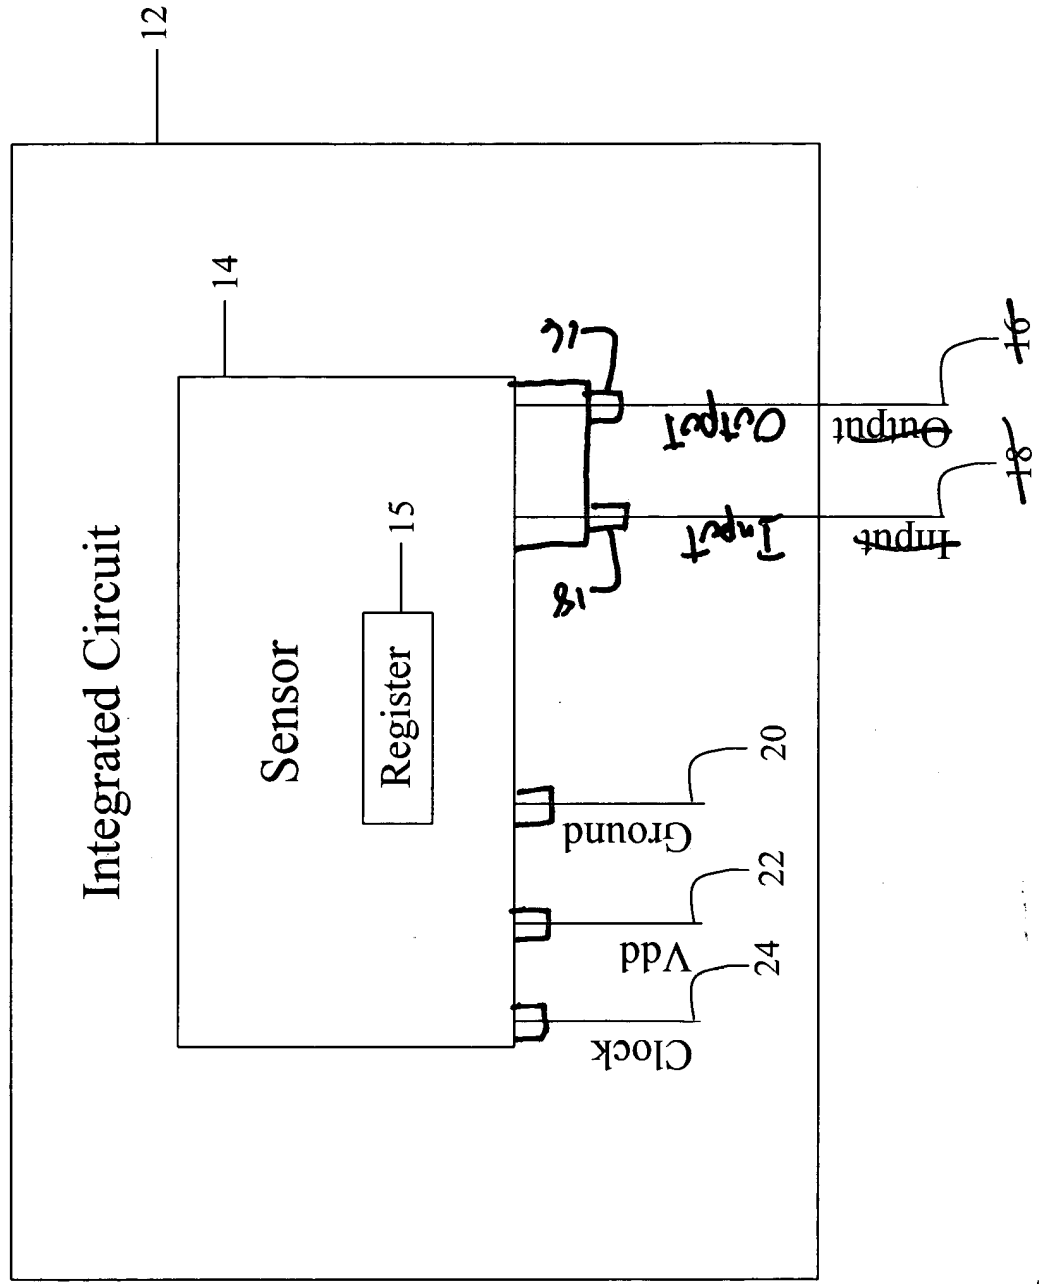 12
Integrated Circuit
14
Sensor
Register
15
Clock
Vdd
Ground
24
22
20
18
16
Input
Output
Input
Output
18
16